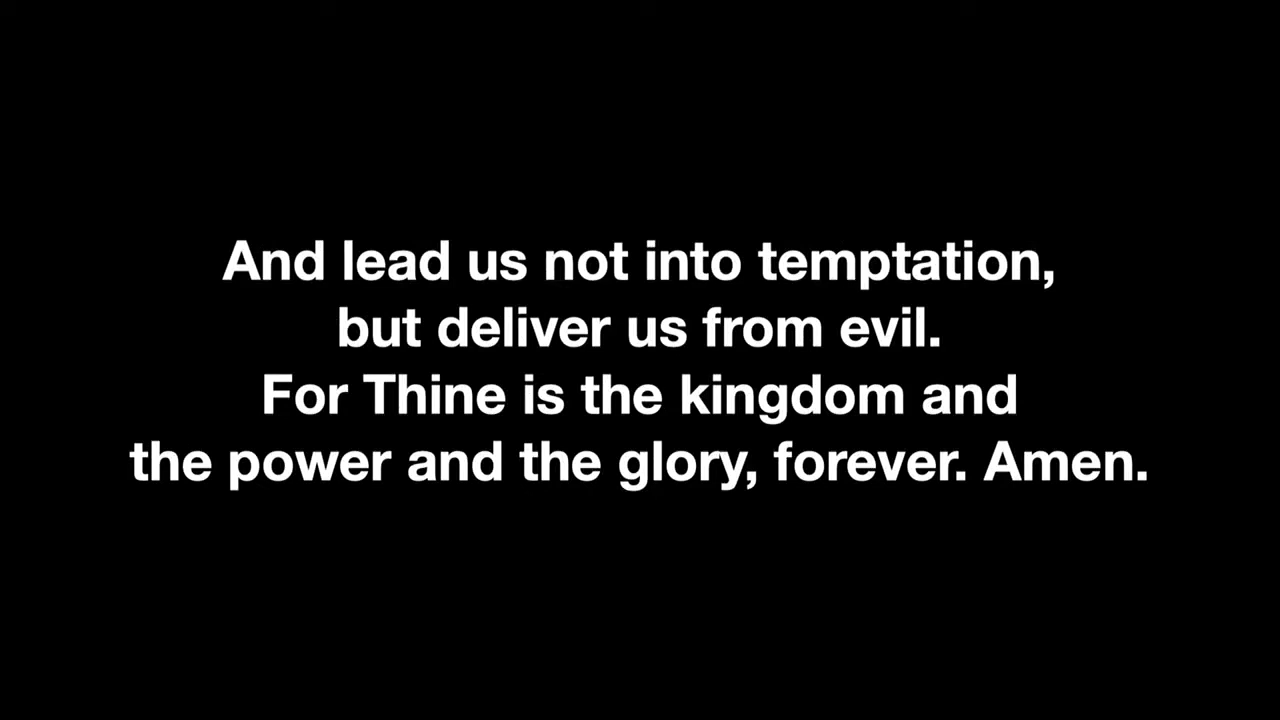 And lead us not into temptation,
but deliver us from evil.
For Thine is the kingdom and
the power and the glory, forever. Amen.